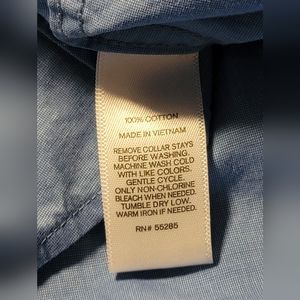 100% COTTON
MADE IN VIETNAM
REMOVE COLLAR STAYS
BEFORE WASHING.
MACHINE WASH COLD
WITH LIKE COLORS.
GENTLE CYCLE.
ONLY NON-CHLORINE
BLEACH WHEN NEEDED.
TUMBLE DRY LOW.
WARM IRON IF NEEDED.
RN# 55285